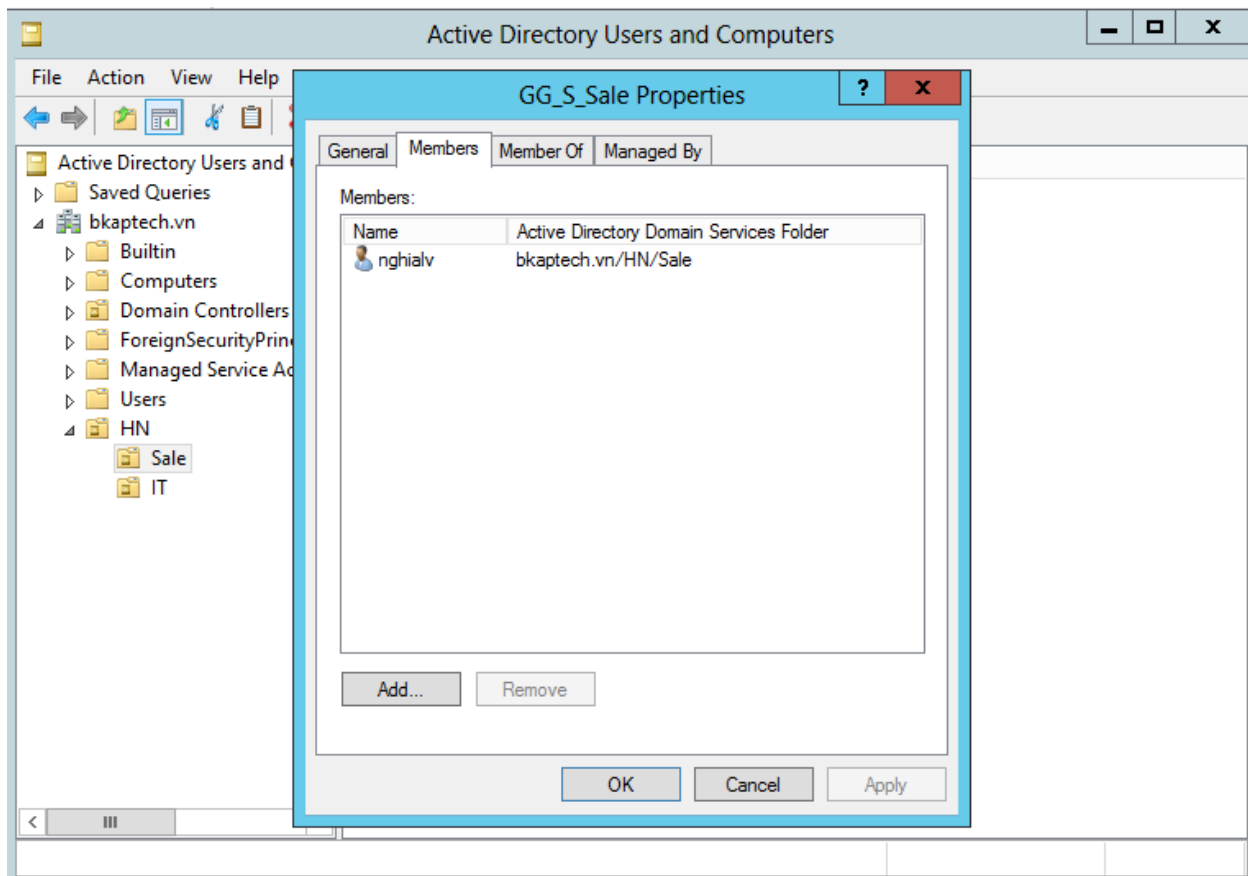 Active Directory Users and Computers
File Action View Help
GG_S_Sale Properties
? x
General Members Member Of Managed By
Members:
Name Active Directory Domain Services Folder
nghialv bkaptech.vn/HN/Sale
Add... Remove
OK Cancel Apply
Active Directory Users and
Saved Queries
bkaptech.vn
Builtin
Computers
Domain Controllers
ForeignSecurityPrin
Managed Service Ac
Users
HN
Sale
IT